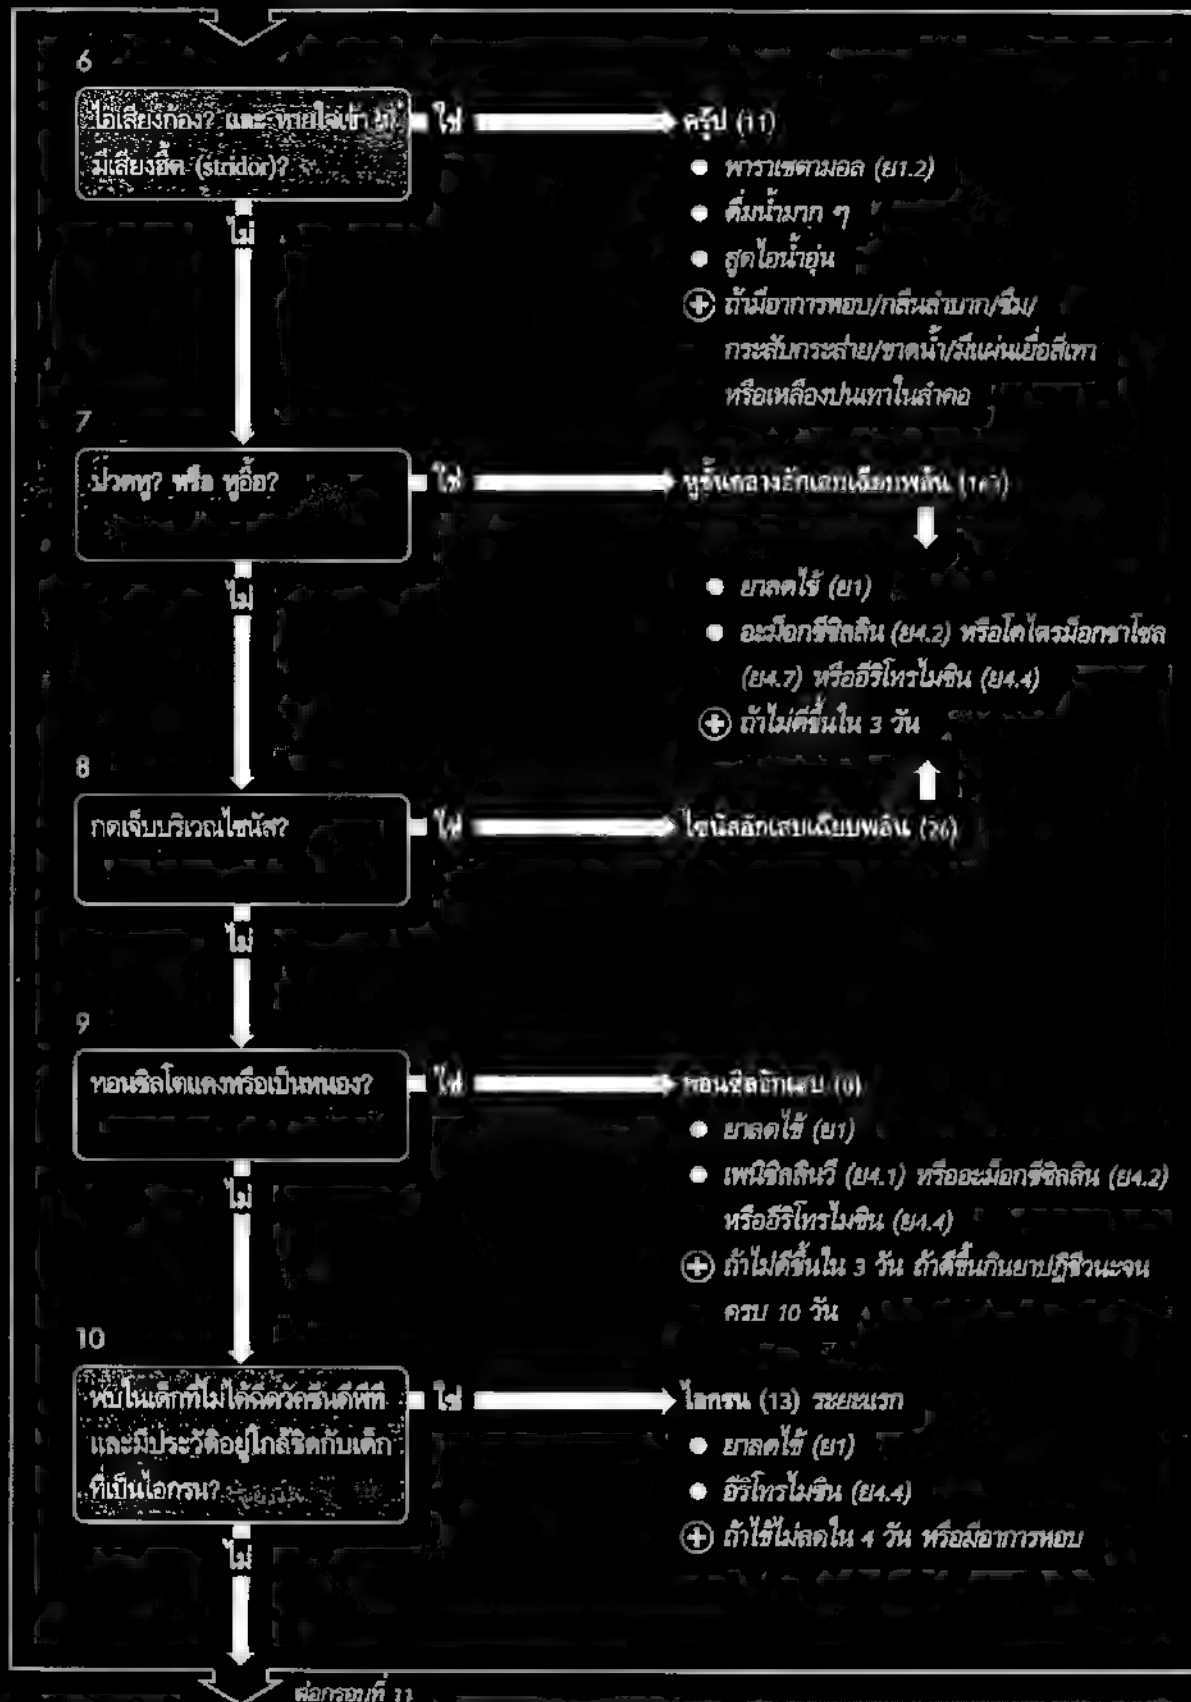 6
ไอเสียงก้อง? และ หายใจเข้า
มีเสียงฮื้ด (stridor)?
ใช่
ครุ้ป (11)
● พาราเซตามอล (ย1.2)
● ดื่มน้ำมาก ๆ
● สูดไอน้ำอุ่น
⊕ ถ้ามีอาการหอบ/กลืนลำบาก/ซึม/
กระสับกระส่าย/ขาดน้ำ/มีแผ่นเยื่อสีเทา
หรือเหลืองปนเทาในลำคอ
ไม่
7
ปวดหู? หรือ หูอื้อ?
ใช่
หูชั้นกลางอักเสบเฉียบพลัน
● ยาลดไข้ (ย1)
● อะม็อกซีซิลลิน (ย4.2) หรือโคไตรม็อกซาโซล
(ย4.7) หรืออีริโทรไมซิน (ย4.4)
⊕ ถ้าไม่ดีขึ้นใน 3 วัน
ไม่
8
กดเจ็บบริเวณไซนัส?
ใช่
ไซนัสอักเสบเฉียบพลัน (26)
ไม่
9
ทอนซิลโตแดงหรือเป็นหนอง?
ใช่
ทอนซิลอักเสบ (8)
● ยาลดไข้ (ย1)
● เพนิซิลลินวี (ย4.1) หรืออะม็อกซีซิลลิน (ย4.2)
หรืออีริโทรไมซิน (ย4.4)
⊕ ถ้าไม่ดีขึ้นใน 3 วัน ถ้าดีขึ้นกินยาปฏิชีวนะจน
ครบ 10 วัน
ไม่
10
พบในเด็กที่ไม่ได้ฉีดวัคซีนดีพีที
และมีประวัติอยู่ใกล้ชิดกับเด็ก
ที่เป็นไอกรน?
ใช่
ไอกรน (13) ระยะแรก
● ยาลดไข้ (ย1)
● อีริโทรไมซิน (ย4.4)
⊕ ถ้าไข้ไม่ลดใน 4 วัน หรือมีอาการหอบ
ไม่
ต่อกรอบที่ 11